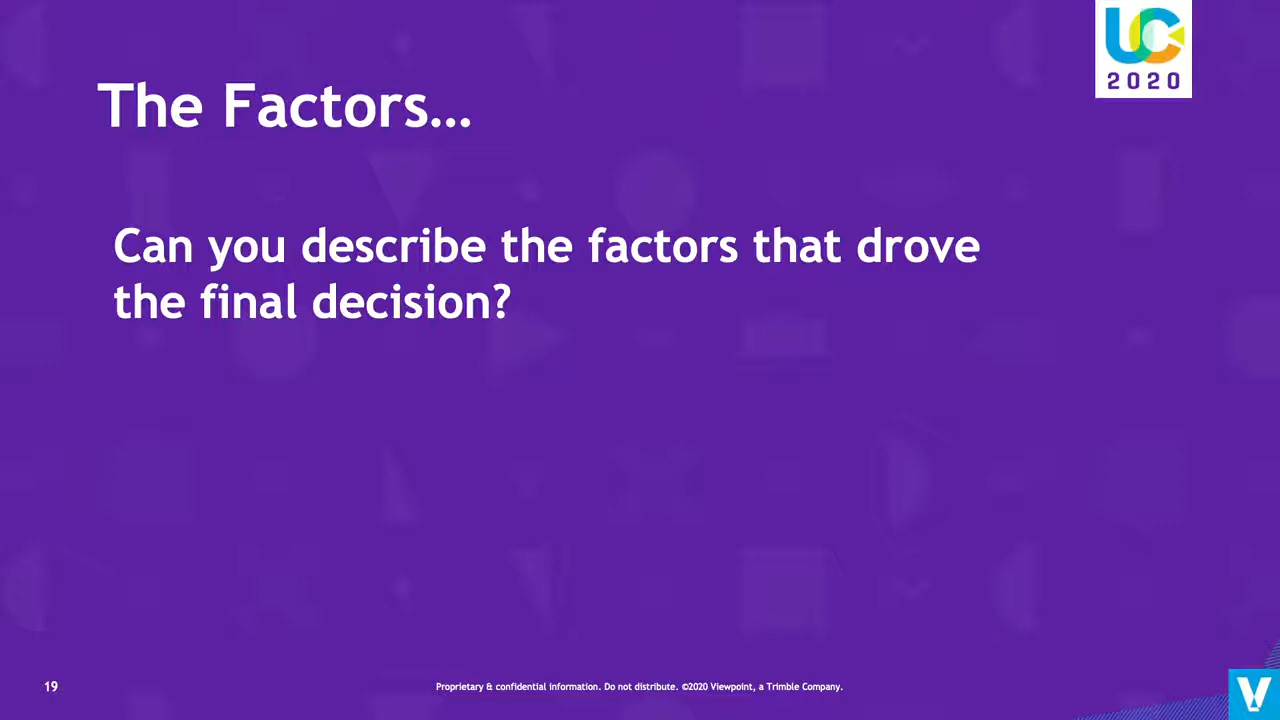 UC
2020
The Factors…
Can you describe the factors that drove
the final decision?
19
Proprietary & confidential information. Do not distribute. ©2020 Viewpoint, a Trimble Company.